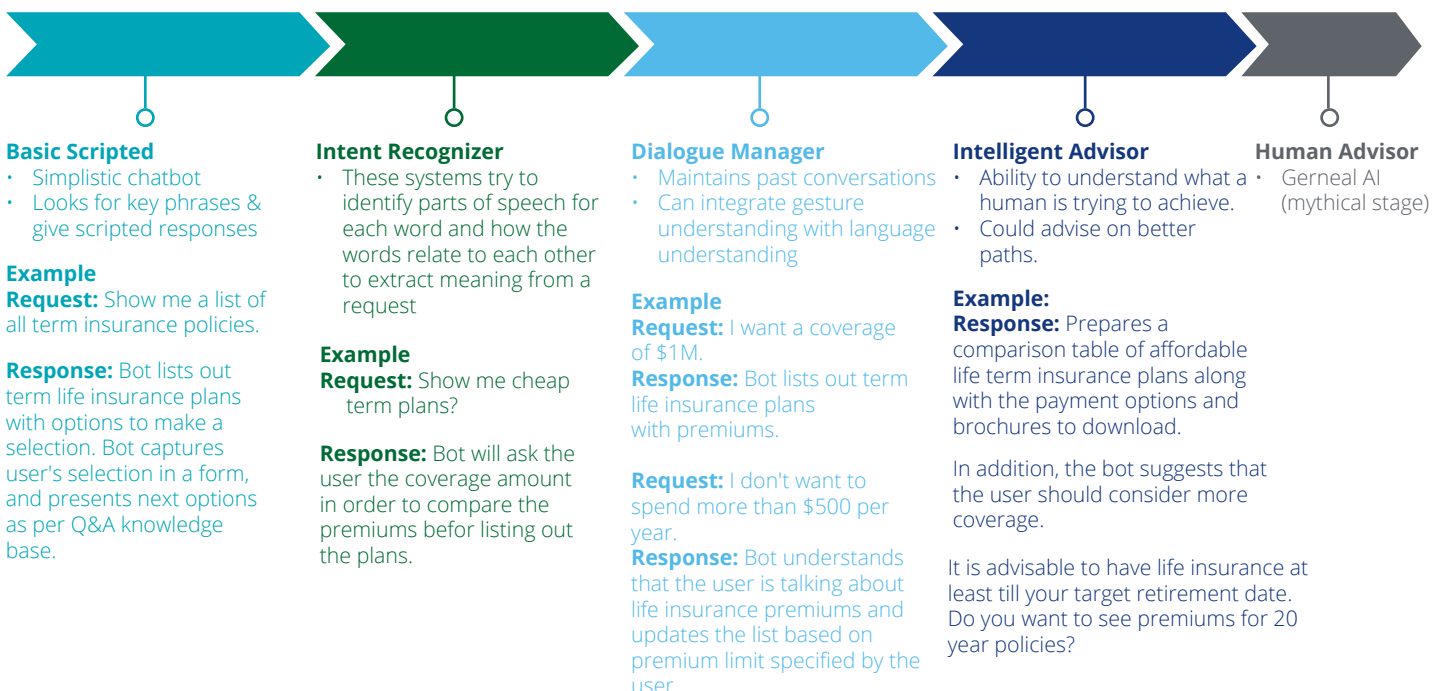 Basic Scripted
• Simplistic chatbot
• Looks for key phrases &
give scripted responses
Example
Request: Show me a list of
all term insurance policies.
Response: Bot lists out
term life insurance plans
with options to make a
selection. Bot captures
user's selection in a form,
and presents next options
as per Q&A knowledge
base.
Intent Recognizer
• These systems try to
identify parts of speech for
each word and how the
words relate to each other
to extract meaning from a
request
Example
Request: Show me cheap
term plans?
Response: Bot will ask the
user the coverage amount
in order to compare the
premiums befor listing out
the plans.
Dialogue Manager
• Maintains past conversations
• Can integrate gesture
understanding with language
understanding
Example
Request: I want a coverage
of $1M.
Response: Bot lists out term
life insurance plans
with premiums.
Request: I don't want to
spend more than $500 per
year.
Response: Bot understands
that the user is talking about
life insurance premiums and
updates the list based on
premium limit specified by the
user
Intelligent Advisor
• Ability to understand what a
human is trying to achieve.
• Could advise on better
paths.
Example:
Response: Prepares a
comparison table of affordable
life term insurance plans along
with the payment options and
brochures to download.
In addition, the bot suggests that
the user should consider more
coverage.
It is advisable to have life insurance at
least till your target retirement date.
Do you want to see premiums for 20
year policies?
Human Advisor
• Gerneal AI
(mythical stage)